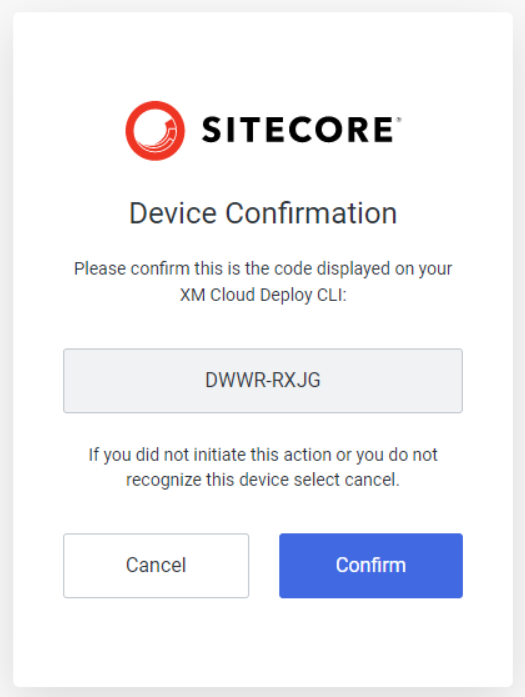 SITECORE®
Device Confirmation
Please confirm this is the code displayed on your
XM Cloud Deploy CLI:
DWWR-RXJG
If you did not initiate this action or you do not
recognize this device select cancel.
Cancel
Confirm